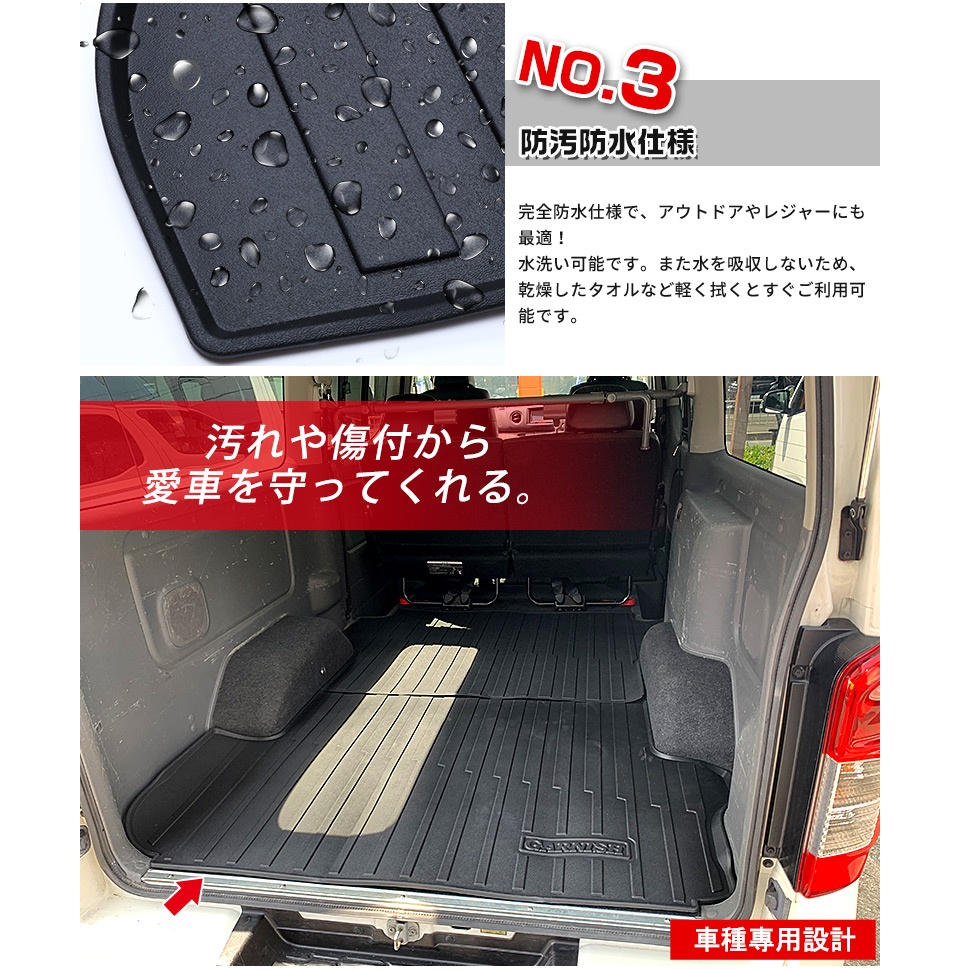 NO.3
防汚防水仕様
完全防水仕様で、アウトドアやレジャーにも
最適！
水洗い可能です。また水を吸収しないため、
乾燥したタオルなど軽く拭くとすぐご利用可
能です。
汚れや傷付から
愛車を守ってくれる。
GARNISH
車種専用設計